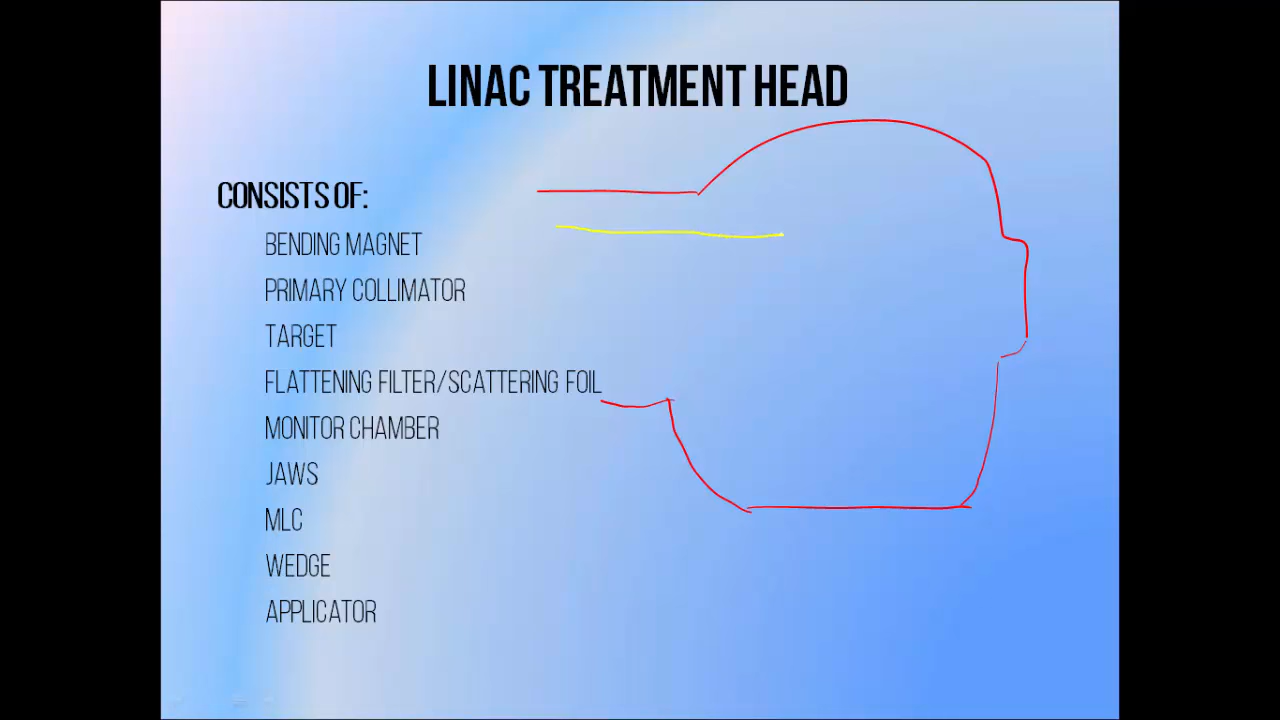 LINAC TREATMENT HEAD
CONSISTS OF:
BENDING MAGNET
PRIMARY COLLIMATOR
TARGET
FLATTENING FILTER/SCATTERING FOIL
MONITOR CHAMBER
JAWS
MLC
WEDGE
APPLICATOR